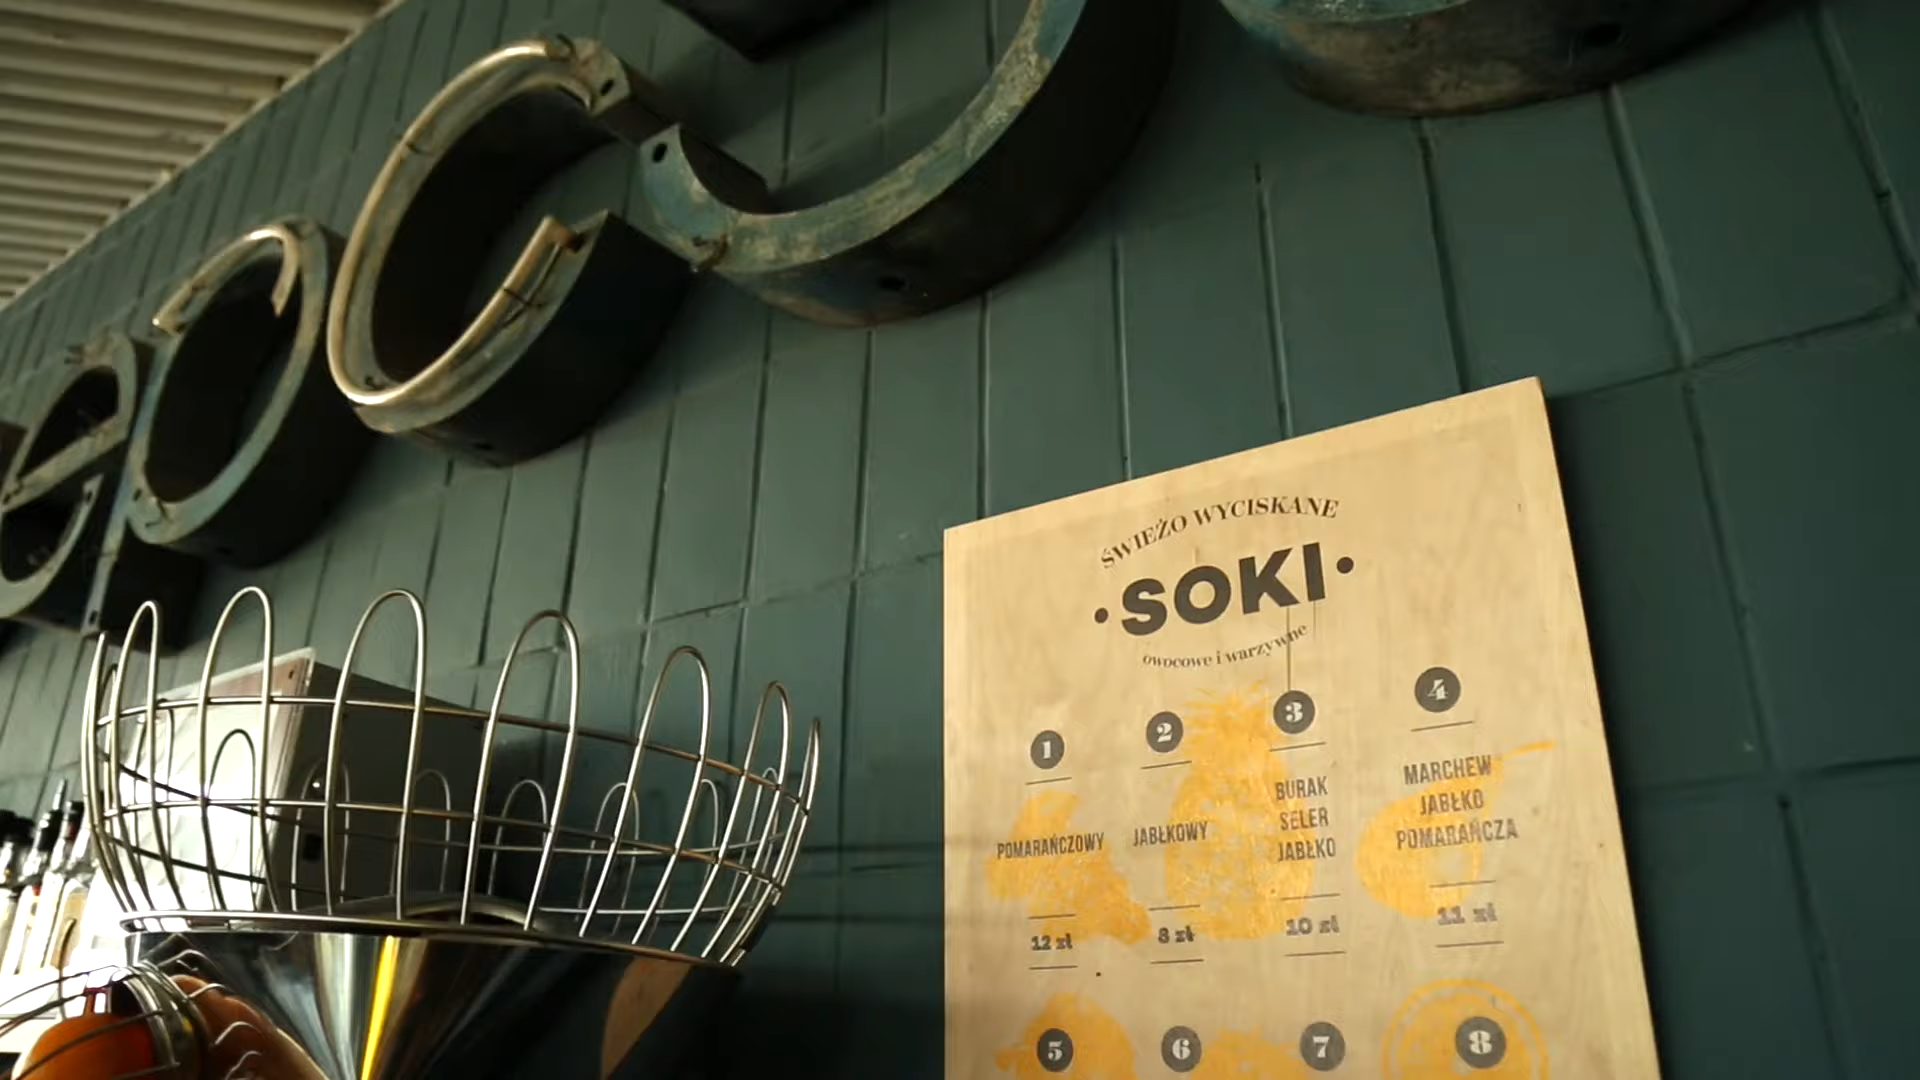 ŚWIEŻO WYCISKANE
• SOKI •
owocowe i warzywne
1
POMARAŃCZOWY
12 zł
2
JABŁKOWY
8 zł
3
BURAK
SELER
JABŁKO
10 zł
4
MARCHEW
JABŁKO
POMARAŃCZA
11 zł
5
6
7
8